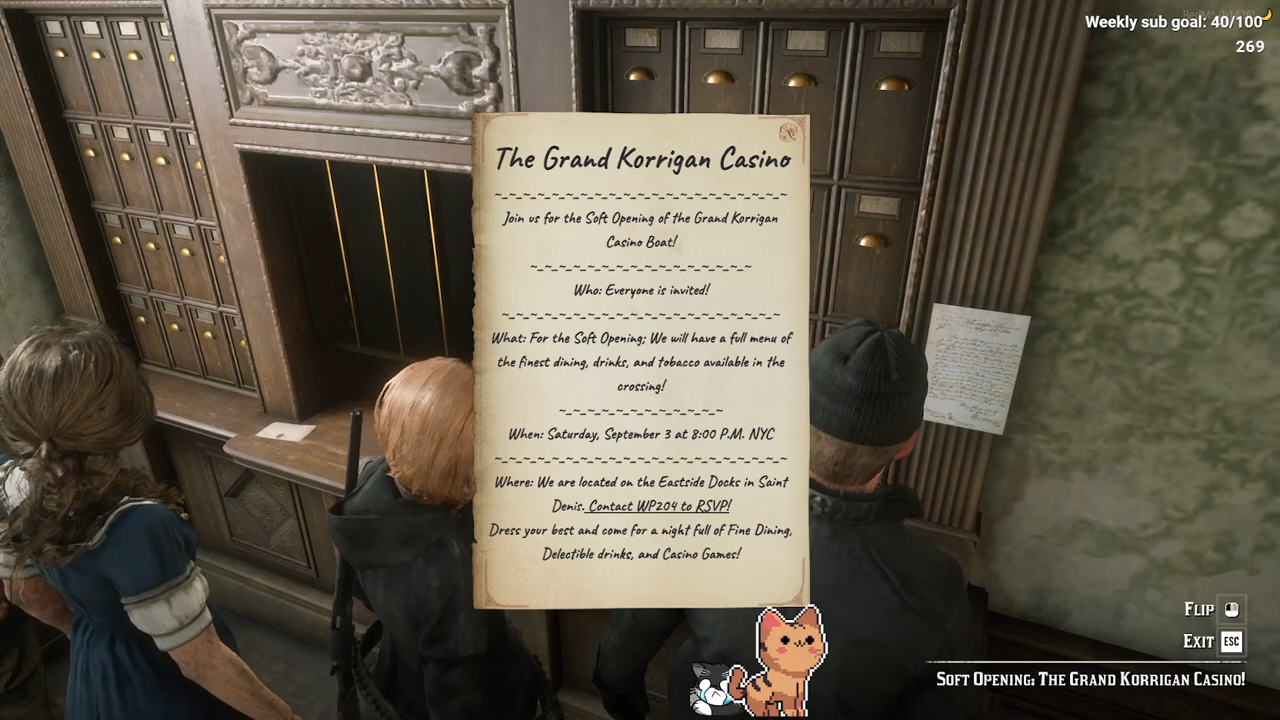 Weekly sub goal: 40/100
269
The Grand Korrigan Casino
~_~_~_~_~_~_~_~_~_~_~_~_~_~_~_~_~_~_~_~_~
Join us for the Soft Opening of the Grand Korrigan
Casino Boat!
~_~_~_~_~_~_~_~_~_~_~_~_~_~_~_~
Who: Everyone is invited!
~_~_~_~_~_~_~_~_~_~_~_~_~_~_~_~_~_~_~_~
What: For the Soft Opening; We will have a full menu of
the finest dining, drinks, and tobacco available in the
crossing!
~_~_~_~_~_~_~_~_~_~_~_~
When: Saturday, September 3 at 8:00 P.M. NYC
~_~_~_~_~_~_~_~_~_~_~_~_~_~_~_~_~_~_~_~_~
Where: We are located on the Eastside Docks in Saint
Denis. Contact WP204 to RSVP!
Dress your best and come for a night full of Fine Dining,
Delectible drinks, and Casino Games!
FLIP
EXIT ESC
SOFT OPENING: THE GRAND KORRIGAN CASINO!